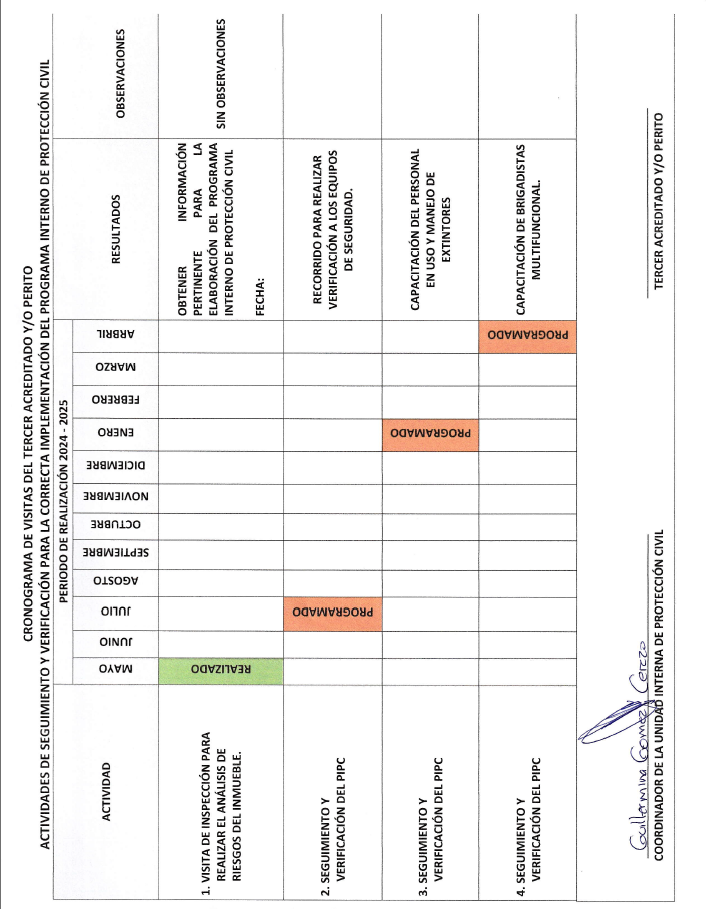 CRONOGRAMA DE VISITAS DEL TERCER ACREDITADO Y/O PERITO
ACTIVIDADES DE SEGUIMIENTO Y VERIFICACIÓN PARA LA CORRECTA IMPLEMENTACIÓN DEL PROGRAMA INTERNO DE PROTECCIÓN CIVIL
ACTIVIDAD
PERIODO DE REALIZACIÓN 2024 - 2025
MAYO
JUNIO
JULIO
AGOSTO
SEPTIEMBRE
OCTUBRE
NOVIEMBRE
DICIEMBRE
ENERO
FEBRERO
MARZO
ARBRIL
RESULTADOS
OBSERVACIONES
1. VISITA DE INSPECCIÓN PARA
REALIZAR EL ANÁLISIS DE
RIESGOS DEL INMUEBLE.
REALIZADO
OBTENER INFORMACIÓN
PERTINENTE PARA LA
ELABORACIÓN DEL PROGRAMA
INTERNO DE PROTECCIÓN CIVIL
FECHA:
SIN OBSERVACIONES
2. SEGUIMIENTO Y
VERIFICACIÓN DEL PIPC
PROGRAMADO
RECORRIDO PARA REALIZAR
VERIFICACIÓN A LOS EQUIPOS
DE SEGURIDAD.
3. SEGUIMIENTO Y
VERIFICACIÓN DEL PIPC
PROGRAMADO
CAPACITACIÓN DEL PERSONAL
EN USO Y MANEJO DE
EXTINTORES
4. SEGUIMIENTO Y
VERIFICACIÓN DEL PIPC
PROGRAMADO
CAPACITACIÓN DE BRIGADISTAS
MULTIFUNCIONAL.
Guillermina Gomez Cerezo
COORDINADOR DE LA UNIDAD INTERNA DE PROTECCIÓN CIVIL
TERCER ACREDITADO Y/O PERITO